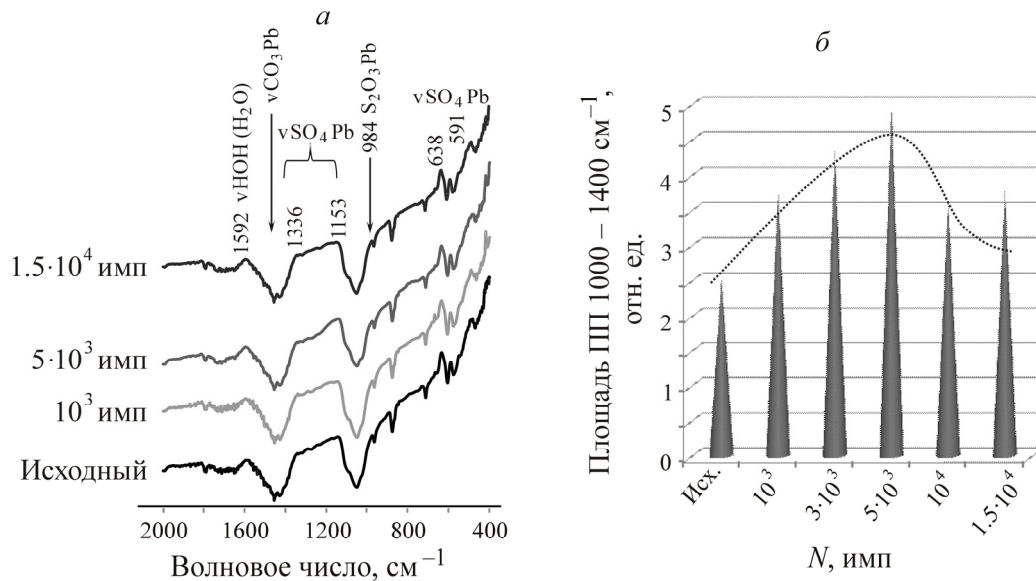 а
1592 νHOH (H₂O)
νCO₃Pb
νSO₄Pb
1336
1153
984 S₂O₃Pb
νSO₄Pb
638
591
1.5·10⁴ имп
5·10³ имп
10³ имп
Исходный
2000 1600 1200 800 400
Волновое число, см⁻¹
б
Площадь ПП 1000 – 1400 см⁻¹,
отн. ед.
5
4
3
2
1
0
Исх. 10³ 3·10³ 5·10³ 10⁴ 1.5·10⁴
N, имп